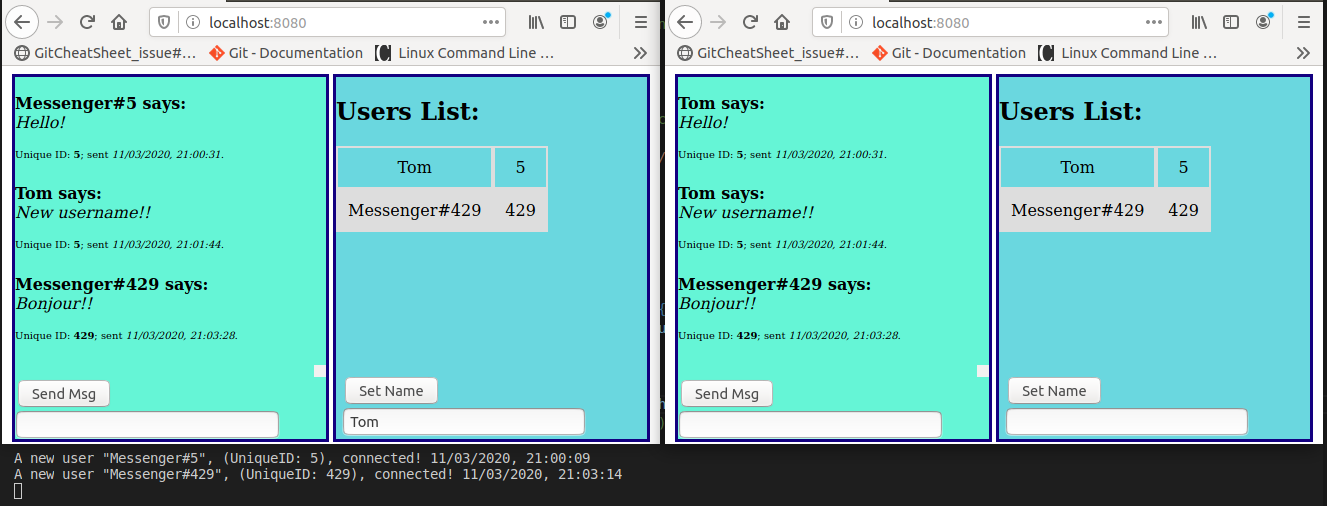 localhost:8080
GitCheatSheet_issue#... Git - Documentation Linux Command Line ...
Messenger#5 says:
Hello!
Unique ID: 5; sent 11/03/2020, 21:00:31.
Tom says:
New username!!
Unique ID: 5; sent 11/03/2020, 21:01:44.
Messenger#429 says:
Bonjour!!
Unique ID: 429; sent 11/03/2020, 21:03:28.
Send Msg
Users List:
Tom 5
Messenger#429 429
Set Name
Tom
localhost:8080
GitCheatSheet_issue#... Git - Documentation Linux Command Line ...
Tom says:
Hello!
Unique ID: 5; sent 11/03/2020, 21:00:31.
Tom says:
New username!!
Unique ID: 5; sent 11/03/2020, 21:01:44.
Messenger#429 says:
Bonjour!!
Unique ID: 429; sent 11/03/2020, 21:03:28.
Send Msg
Users List:
Tom 5
Messenger#429 429
Set Name
A new user "Messenger#5", (UniqueID: 5), connected! 11/03/2020, 21:00:09
A new user "Messenger#429", (UniqueID: 429), connected! 11/03/2020, 21:03:14